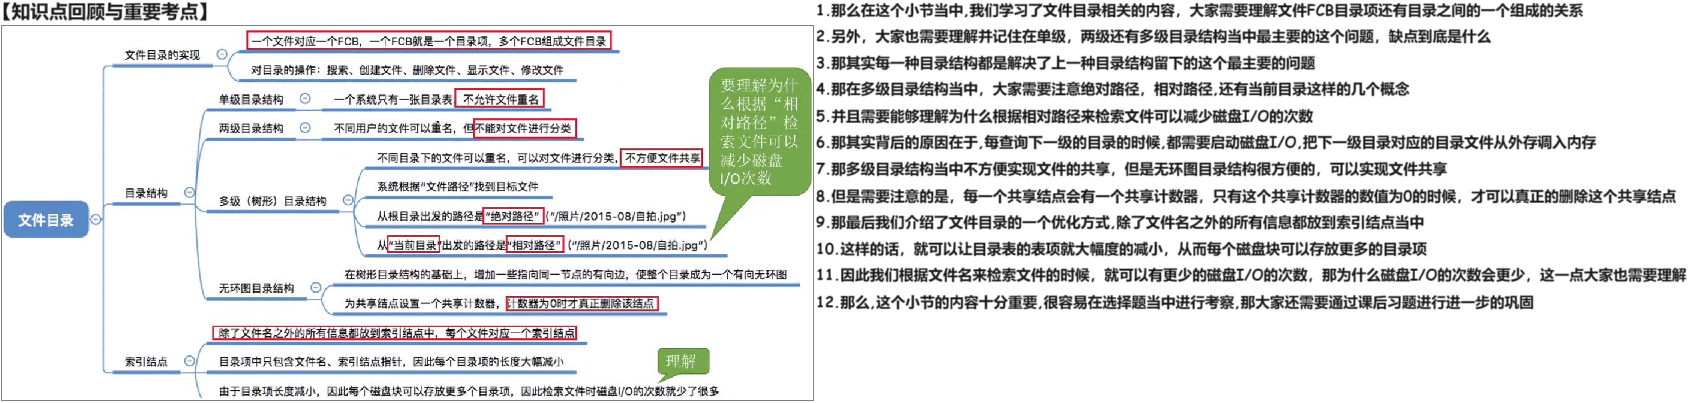 【知识点回顾与重要考点】
文件目录
文件目录的实现
一个文件对应一个FCB，一个FCB就是一个目录项，多个FCB组成文件目录
对目录的操作：搜索、创建文件、删除文件、显示文件、修改文件
目录结构
单级目录结构
一个系统只有一张目录表，不允许文件重名
两级目录结构
不同用户的文件可以重名，但不能对文件进行分类
多级（树形）目录结构
不同目录下的文件可以重名，可以对文件进行分类，不方便文件共享
系统根据“文件路径”找到目标文件
从根目录出发的路径是“绝对路径”（“/照片/2015-08/自拍.jpg”）
从“当前目录”出发的路径是“相对路径”（“/照片/2015-08/自拍.jpg”）
无环图目录结构
在树形目录结构的基础上，增加一些指向同一节点的有向边，使整个目录成为一个有向无环图
为共享结点设置一个共享计数器，计数器为0时才真正删除该结点
索引结点
除了文件名之外的所有信息都放到索引结点中，每个文件对应一个索引结点
目录项中只包含文件名、索引结点指针，因此每个目录项的长度大幅减小
由于目录项长度减小，因此每个磁盘块可以存放更多个目录项，因此检索文件时磁盘I/O的次数就少了很多
要理解为什
么根据“相
对路径”检
索文件可以
减少磁盘
I/O次数
理解
1.那么在这个小节当中,我们学习了文件目录相关的内容，大家需要理解文件FCB目录项还有目录之间的一个组成的关系
2.另外，大家也需要理解并记住在单级，两级还有多级目录结构当中最主要的这个问题，缺点到底是什么
3.那其实每一种目录结构都是解决了上一种目录结构留下的这个最主要的问题
4.那在多级目录结构当中，大家需要注意绝对路径，相对路径,还有当前目录这样的几个概念
5.并且需要能够理解为什么根据相对路径来检索文件可以减少磁盘I/O的次数
6.那其实背后的原因在于,每查询下一级的目录的时候,都需要启动磁盘I/O,把下一级目录对应的目录文件从外存调入内存
7.那多级目录结构当中不方便实现文件的共享，但是无环图目录结构很方便的，可以实现文件共享
8.但是需要注意的是，每一个共享结点会有一个共享计数器，只有这个共享计数器的数值为0的时候，才可以真正的删除这个共享结点
9.那最后我们介绍了文件目录的一个优化方式,除了文件名之外的所有信息都放到索引结点当中
10.这样的话，就可以让目录表的表项就大幅度的减小，从而每个磁盘块可以存放更多的目录项
11.因此我们根据文件名来检索文件的时候，就可以有更少的磁盘I/O的次数，那为什么磁盘I/O的次数会更少，这一点大家也需要理解
12.那么,这个小节的内容十分重要,很容易在选择题当中进行考察,那大家还需要通过课后习题进行进一步的巩固